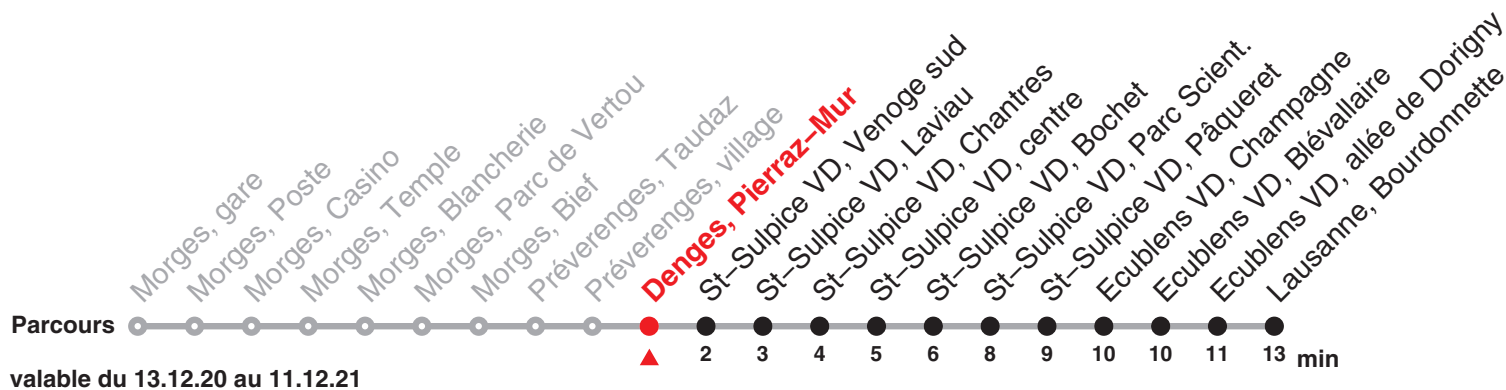 Morges, gare
Morges, Poste
Morges, Casino
Morges, Temple
Morges, Blancherie
Morges, Parc de Vertou
Morges, Bief
Préverenges, Taudaz
Préverenges, village
Denges, Pierraz–Mur
St–Sulpice VD, Venoge sud
St–Sulpice VD, Laviau
St–Sulpice VD, Chantres
St–Sulpice VD, centre
St–Sulpice VD, Bochet
St–Sulpice VD, Parc Scient.
St–Sulpice VD, Pâqueret
Ecublens VD, Champagne
Ecublens VD, Blévallaire
Ecublens VD, allée de Dorigny
Lausanne, Bourdonnette
Parcours
2 3 4 5 6 8 9 10 10 11 13 min
valable du 13.12.20 au 11.12.21